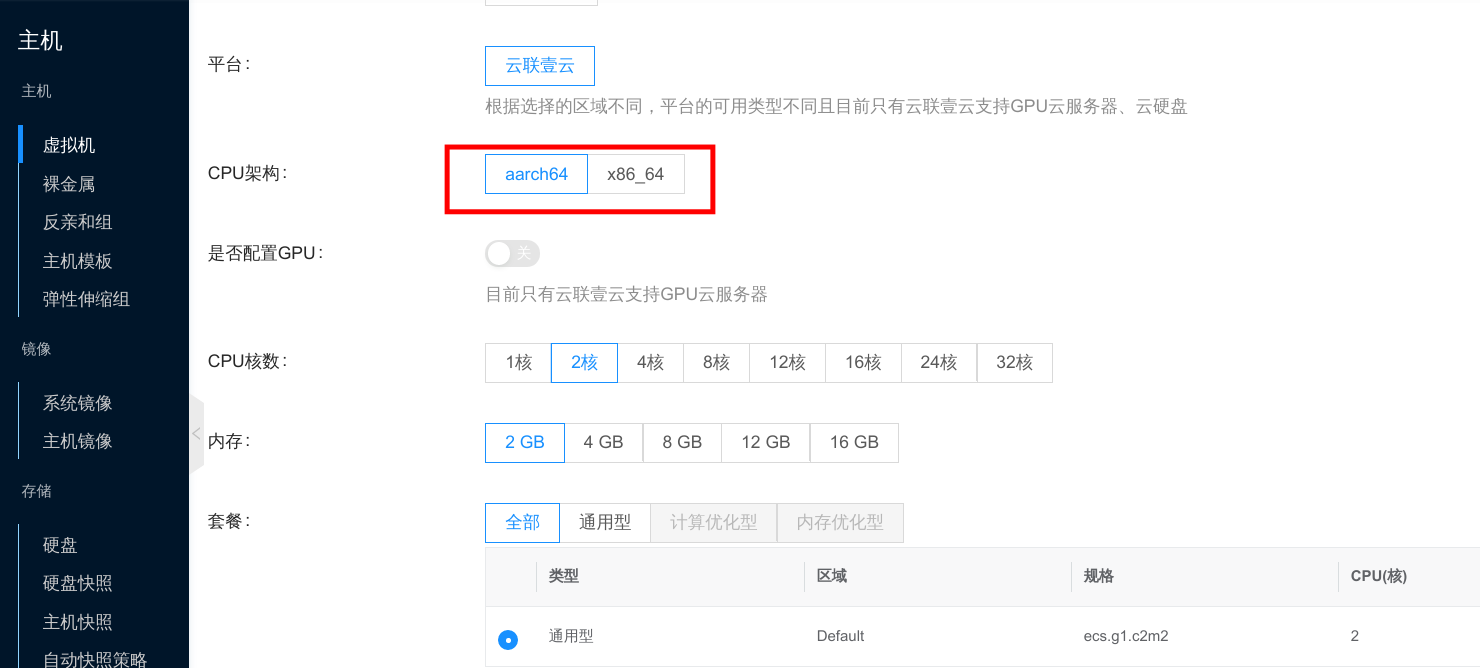 主机
主机
虚拟机
裸金属
反亲和组
主机模板
弹性伸缩组
镜像
系统镜像
主机镜像
存储
硬盘
硬盘快照
主机快照
自动快照策略
平台:
云联壹云
根据选择的区域不同，平台的可用类型不同且目前只有云联壹云支持GPU云服务器、云硬盘
CPU架构:
aarch64 x86_64
是否配置GPU:
关
目前只有云联壹云支持GPU云服务器
CPU核数:
1核 2核 4核 8核 12核 16核 24核 32核
内存:
2 GB 4 GB 8 GB 12 GB 16 GB
套餐:
全部 通用型 计算优化型 内存优化型
类型 区域 规格 CPU(核)
通用型 Default ecs.g1.c2m2 2